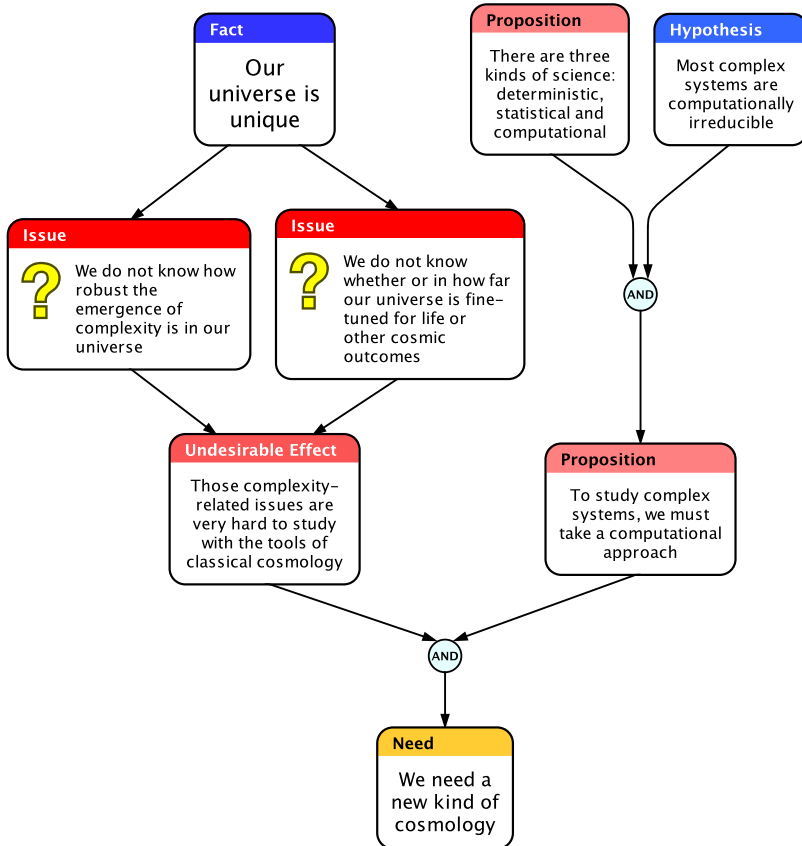 Fact
Our
universe is
unique
Proposition
There are three
kinds of science:
deterministic,
statistical and
computational
Hypothesis
Most complex
systems are
computationally
irreducible
Issue
?
We do not know how
robust the
emergence of
complexity is in our
universe
Issue
?
We do not know
whether or in how far
our universe is fine-
tuned for life or
other cosmic
outcomes
AND
Undesirable Effect
Those complexity-
related issues are
very hard to study
with the tools of
classical cosmology
Proposition
To study complex
systems, we must
take a computational
approach
AND
Need
We need a
new kind of
cosmology